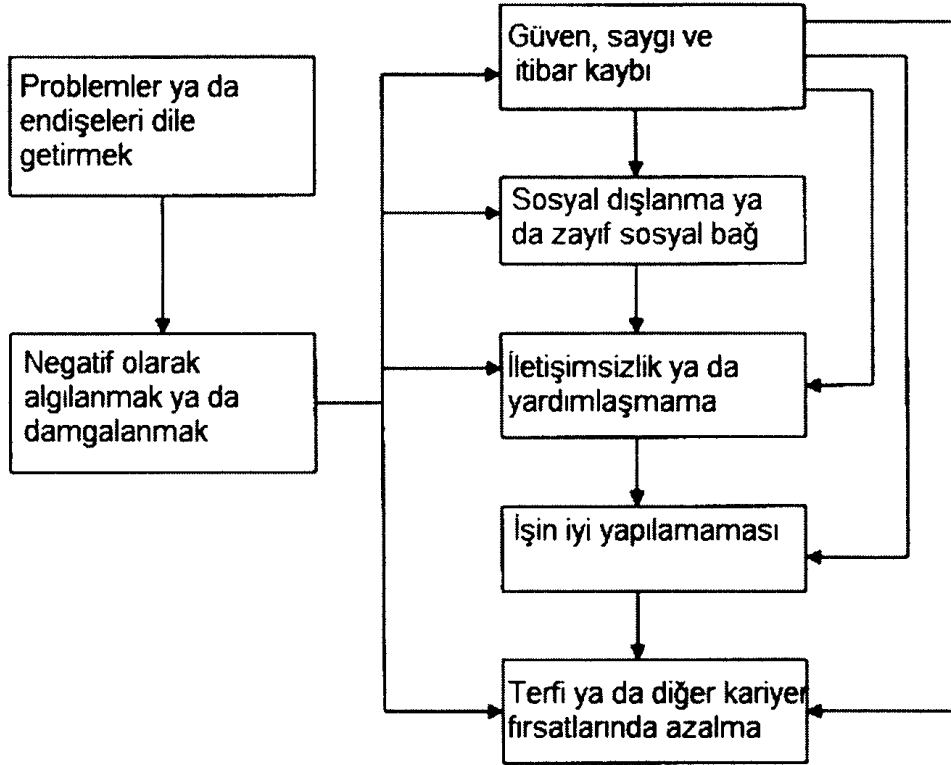 Problemler ya da
endişeleri dile
getirmek
Negatif olarak
algılanmak ya da
damgalanmak
Güven, saygı ve
itibar kaybı
Sosyal dışlanma ya
da zayıf sosyal bağ
İletişimsizlik ya da
yardımlaşmama
İşin iyi yapılamaması
Terfi ya da diğer kariyer
fırsatlarında azalma